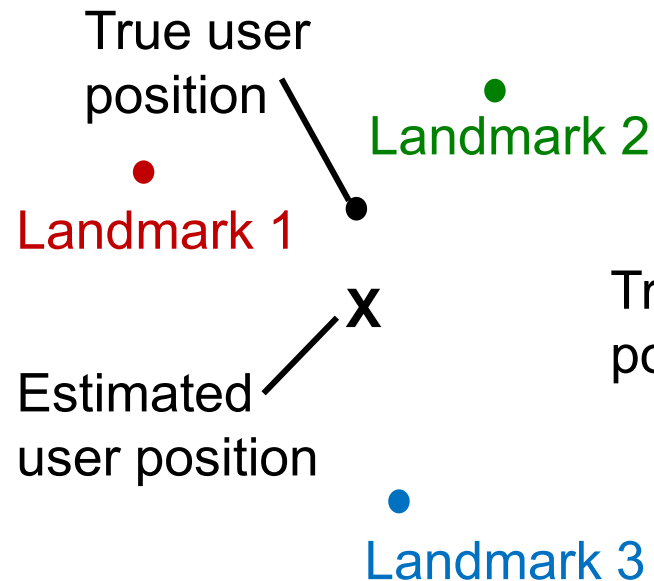 True user
position
Landmark 2
Landmark 1
X
Estimated
user position
Landmark 3